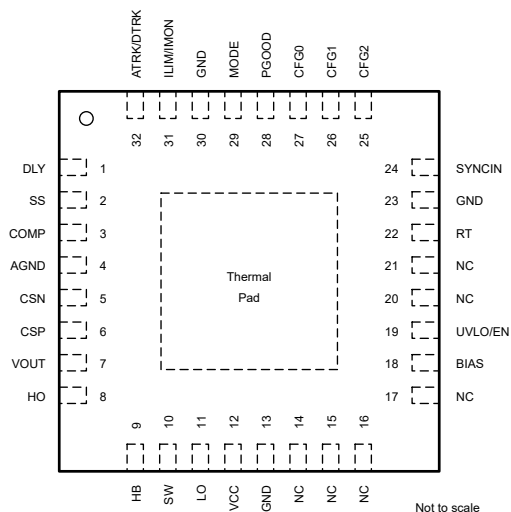 ATRK/DTRK
ILIM/IMON
GND
MODE
PGOOD
CFG0
CFG1
CFG2
32
31
30
29
28
27
26
25
DLY 1
SS 2
COMP 3
AGND 4
CSN 5
CSP 6
VOUT 7
HO 8
Thermal
Pad
24 SYNCIN
23 GND
22 RT
21 NC
20 NC
19 UVLO/EN
18 BIAS
17 NC
9
10
11
12
13
14
15
16
HB
SW
LO
VCC
GND
NC
NC
NC
Not to scale